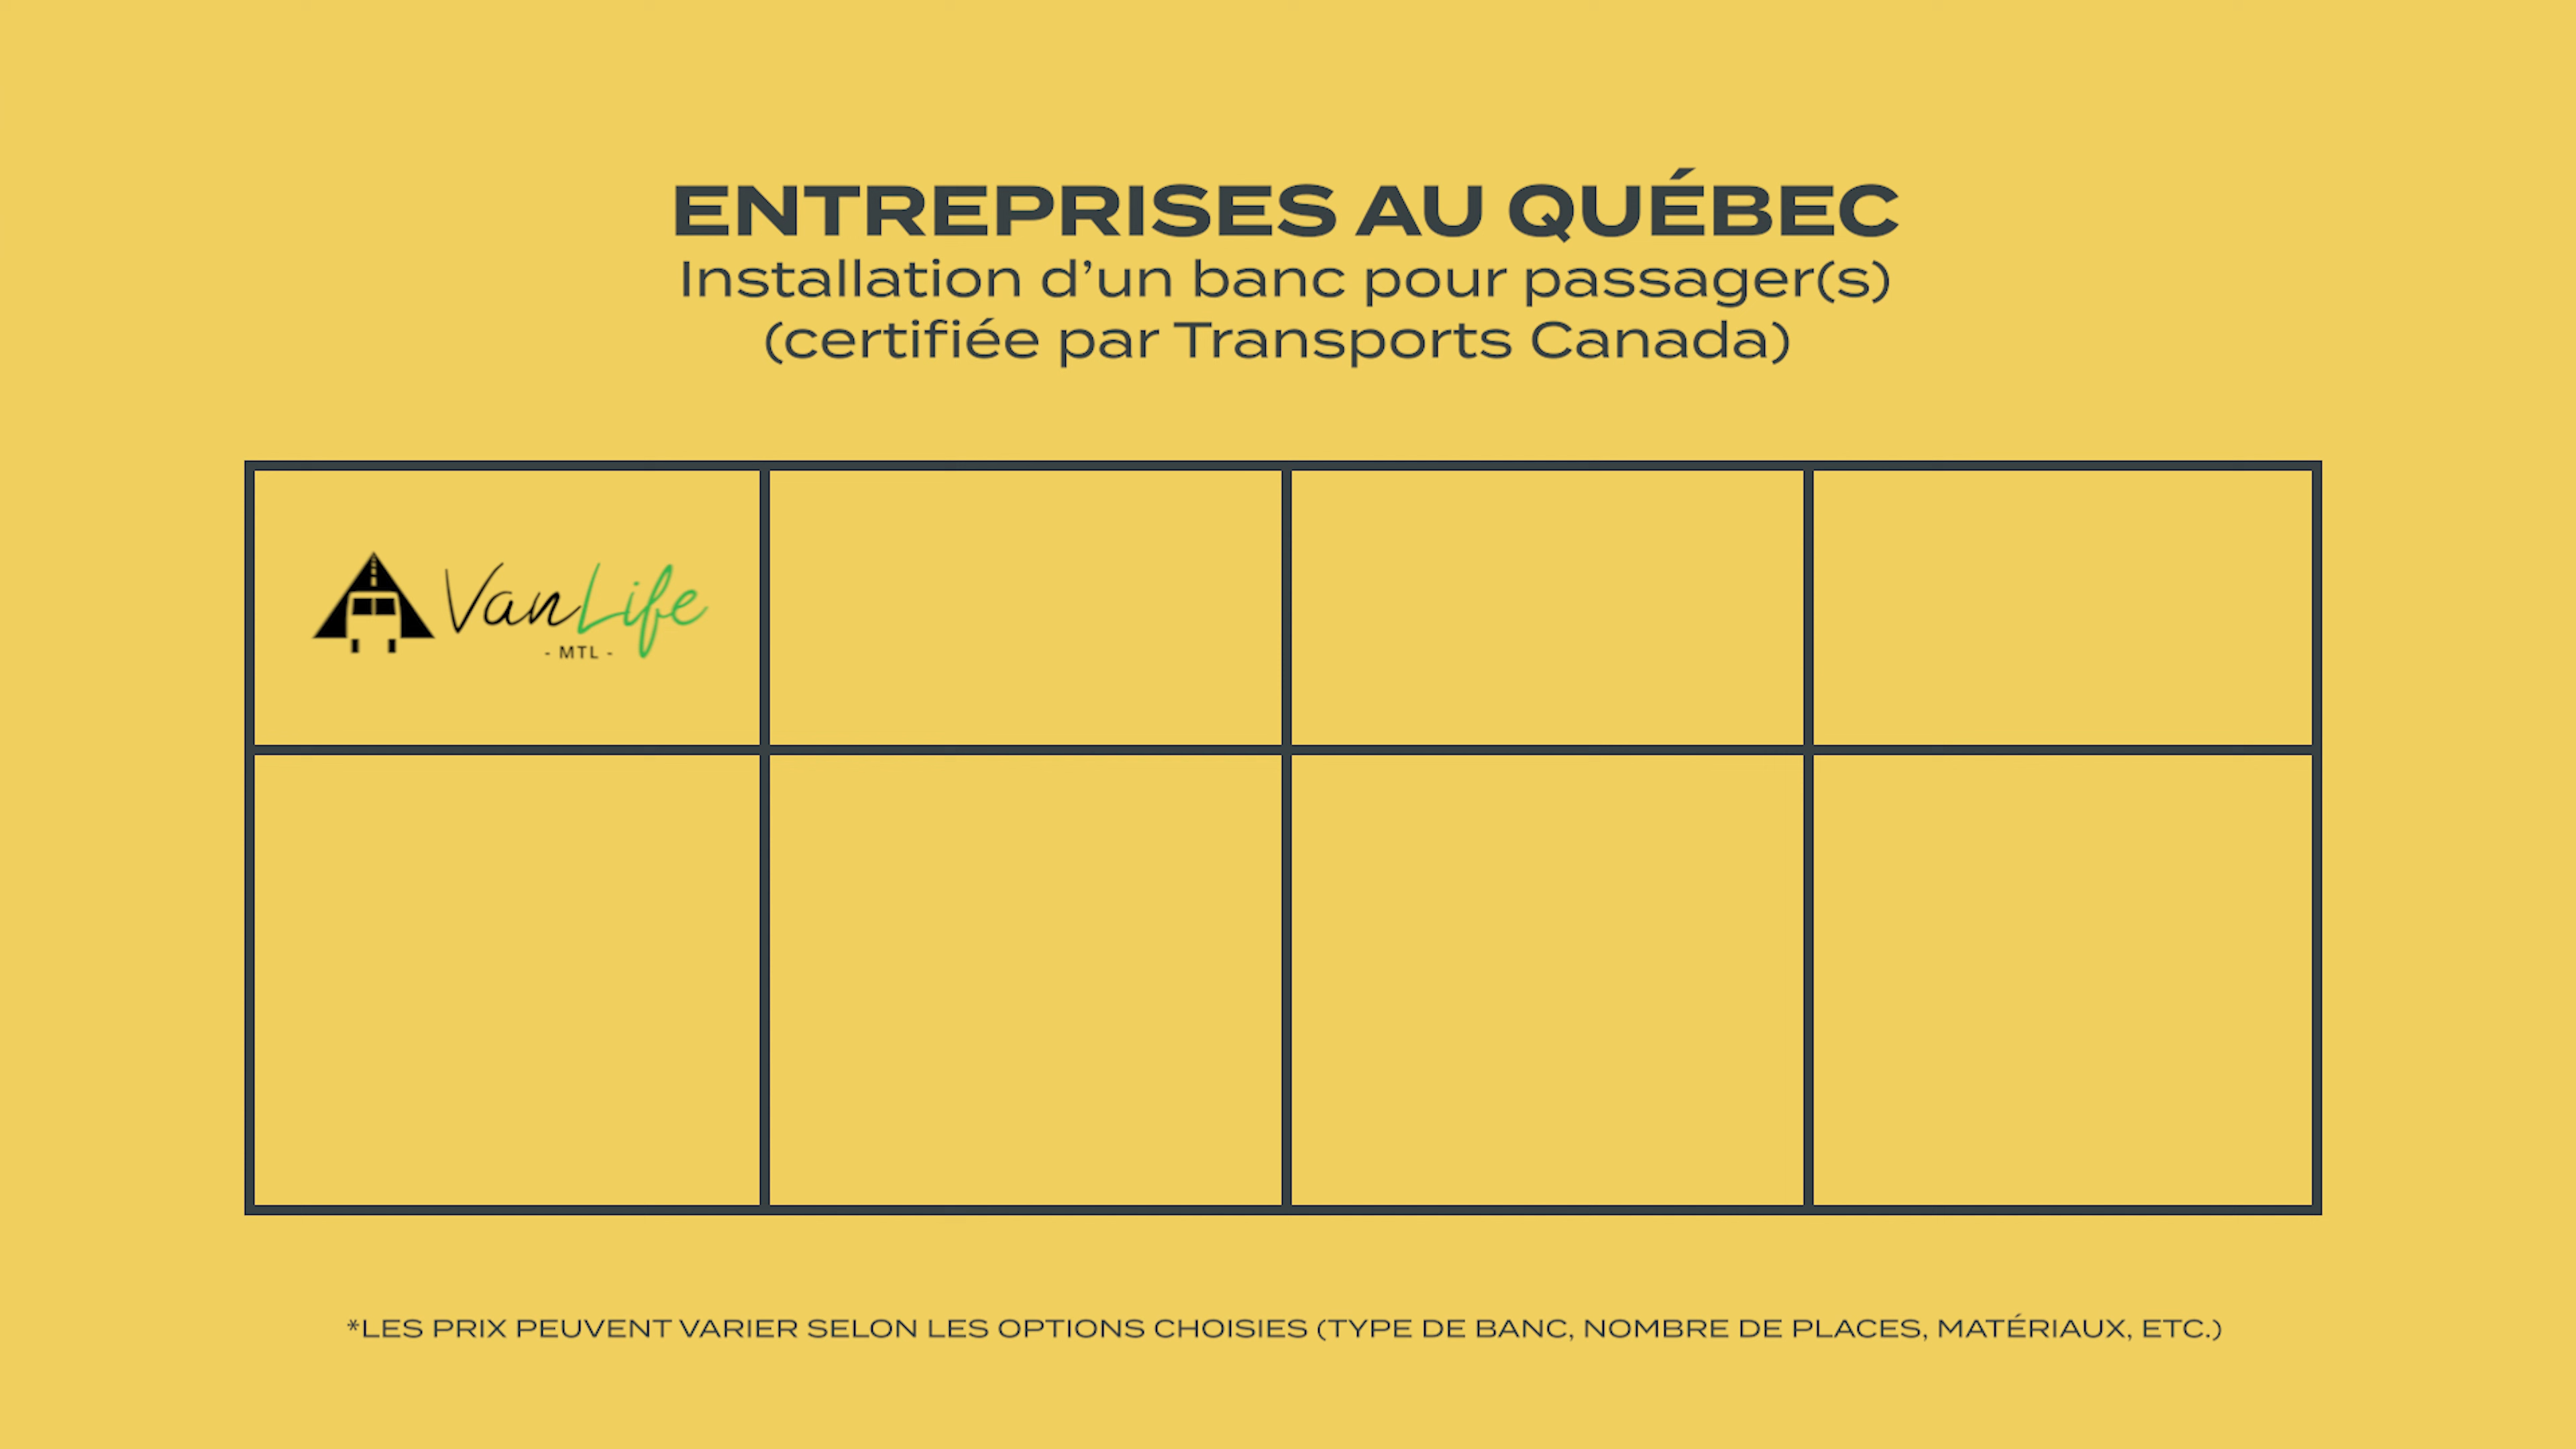 ENTREPRISES AU QUÉBEC
Installation d’un banc pour passager(s)
(certifiée par Transports Canada)
VanLife
- MTL -
*LES PRIX PEUVENT VARIER SELON LES OPTIONS CHOISIES (TYPE DE BANC, NOMBRE DE PLACES, MATÉRIAUX, ETC.)